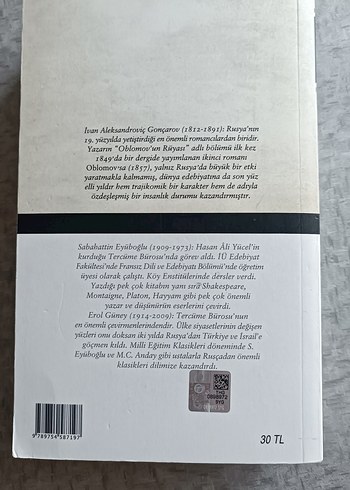 Ivan Aleksandroviç Gonçarov (1812-1891): Rusya'nın
19. yüzyılda yetiştirdiği en önemli romancılardan biridir.
Yazarın "Oblomov'un Rüyası" adlı bölümü ilk kez
1849'da bir dergide yayımlanan ikinci romanı
Oblomov'sa (1857), yalnız Rusya'da büyük bir etki
yaratmakla kalmamış, dünya edebiyatına da son yüz
elli yıldır hem trajikomik bir karakter hem de adıyla
özdeşleşmiş bir insanlık durumu kazandırmıştır.
Sabahattin Eyüboğlu (1909-1973): Hasan Âli Yücel'in
kurduğu Tercüme Bürosu'nda görev aldı. İÜ Edebiyat
Fakültesi'nde Fransız Dili ve Edebiyatı Bölümü'nde öğretim
üyesi olarak çalıştı. Köy Enstitülerinde dersler verdi.
Yazdığı pek çok kitabın yanı sıra Shakespeare,
Montaigne, Platon, Hayyam gibi pek çok önemli
yazar ve düşünürün eserlerini çevirdi.
Erol Güney (1914-2009): Tercüme Bürosu'nun
en önemli çevirmenlerindendir. Ülke siyasetlerinin değişen
yüzleri onu doksan iki yılda Rusya'dan Türkiye ve İsrail'e
göçmen kıldı. Milli Eğitim Klasikleri döneminde S.
Eyüboğlu ve M.C. Anday gibi ustalarla Rusçadan önemli
klasikleri dilimize kazandırdı.
9 789754 587197
30 TL